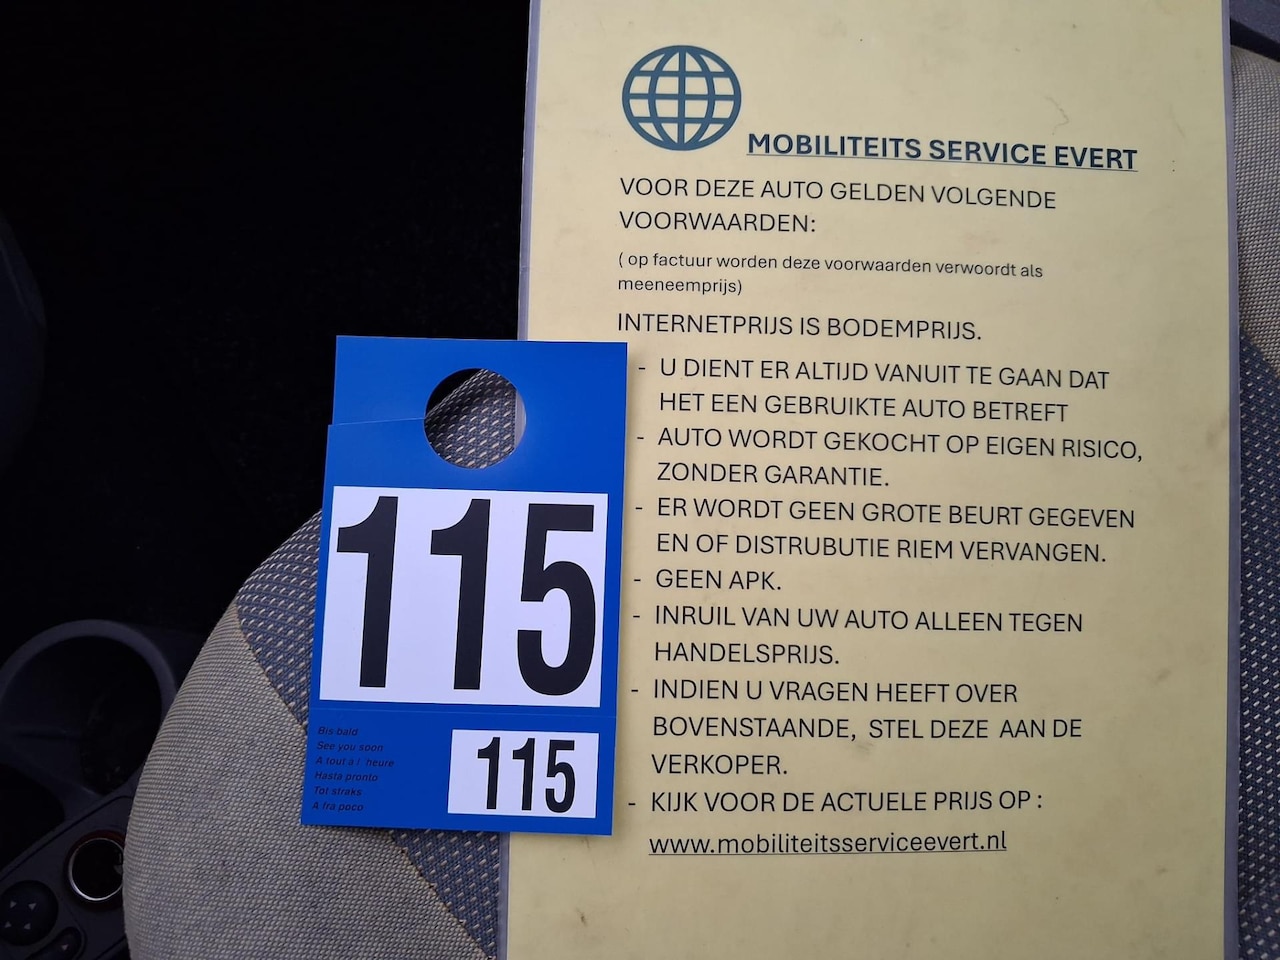 MOBILITEITS SERVICE EVERT
VOOR DEZE AUTO GELDEN VOLGENDE
VOORWAARDEN:
( op factuur worden deze voorwaarden verwoordt als
meeneemprijs)
INTERNETPRIJS IS BODEMPRIJS.
- U DIENT ER ALTIJD VANUIT TE GAAN DAT
HET EEN GEBRUIKTE AUTO BETREFT
- AUTO WORDT GEKOCHT OP EIGEN RISICO,
ZONDER GARANTIE.
- ER WORDT GEEN GROTE BEURT GEGEVEN
EN OF DISTRUBUTIE RIEM VERVANGEN.
- GEEN APK.
- INRUIL VAN UW AUTO ALLEEN TEGEN
HANDELSPRIJS.
- INDIEN U VRAGEN HEEFT OVER
BOVENSTAANDE, STEL DEZE AAN DE
VERKOPER.
- KIJK VOOR DE ACTUELE PRIJS OP :
www.mobiliteitsserviceevert.nl
115
Bis bald
See you soon
A tout à l heure
Hasta pronto
Tot straks
A fra poco
115